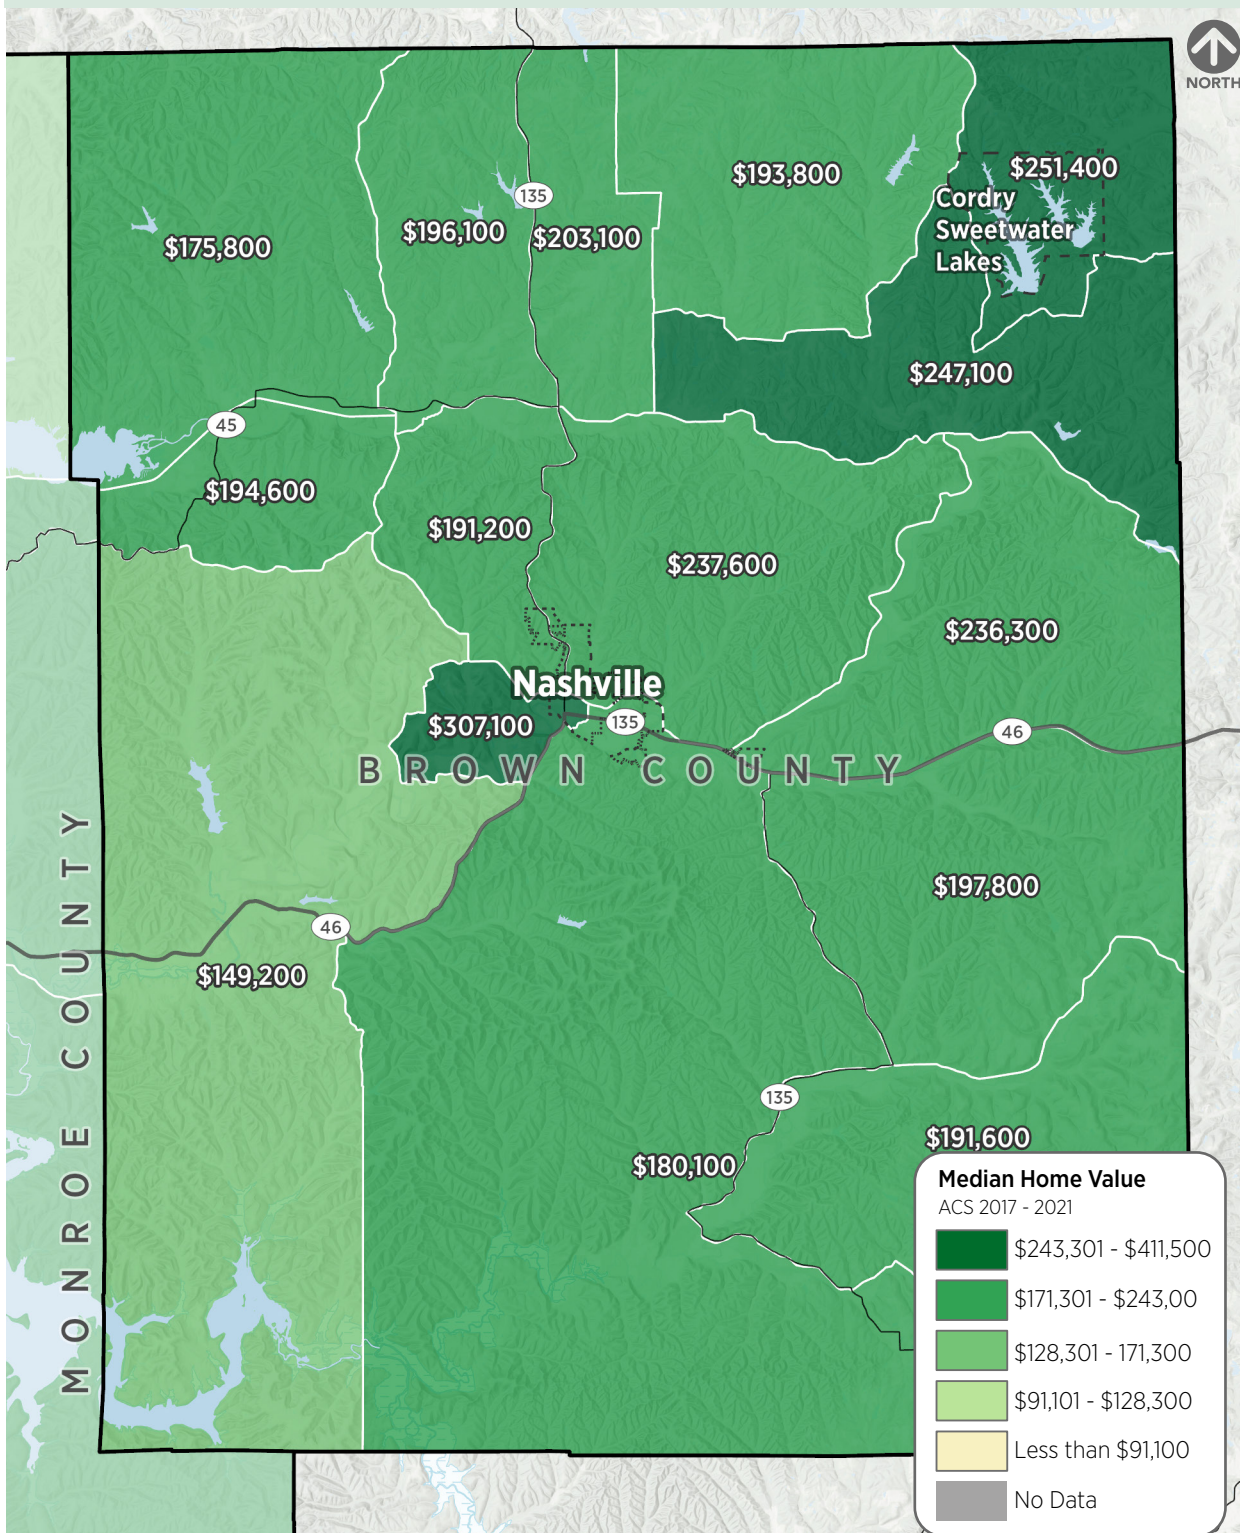 NORTH
$251,400
$193,800
Cordry
Sweetwater
Lakes
135
$196,100
$203,100
$175,800
$247,100
45
$194,600
$191,200
$237,600
$236,300
Nashville
$307,100
135
46
BROWN COUNTY
MONROE COUNTY
$197,800
46
$149,200
135
$191,600
$180,100
Median Home Value
ACS 2017 - 2021
$243,301 - $411,500
$171,301 - $243,00
$128,301 - 171,300
$91,101 - $128,300
Less than $91,100
No Data